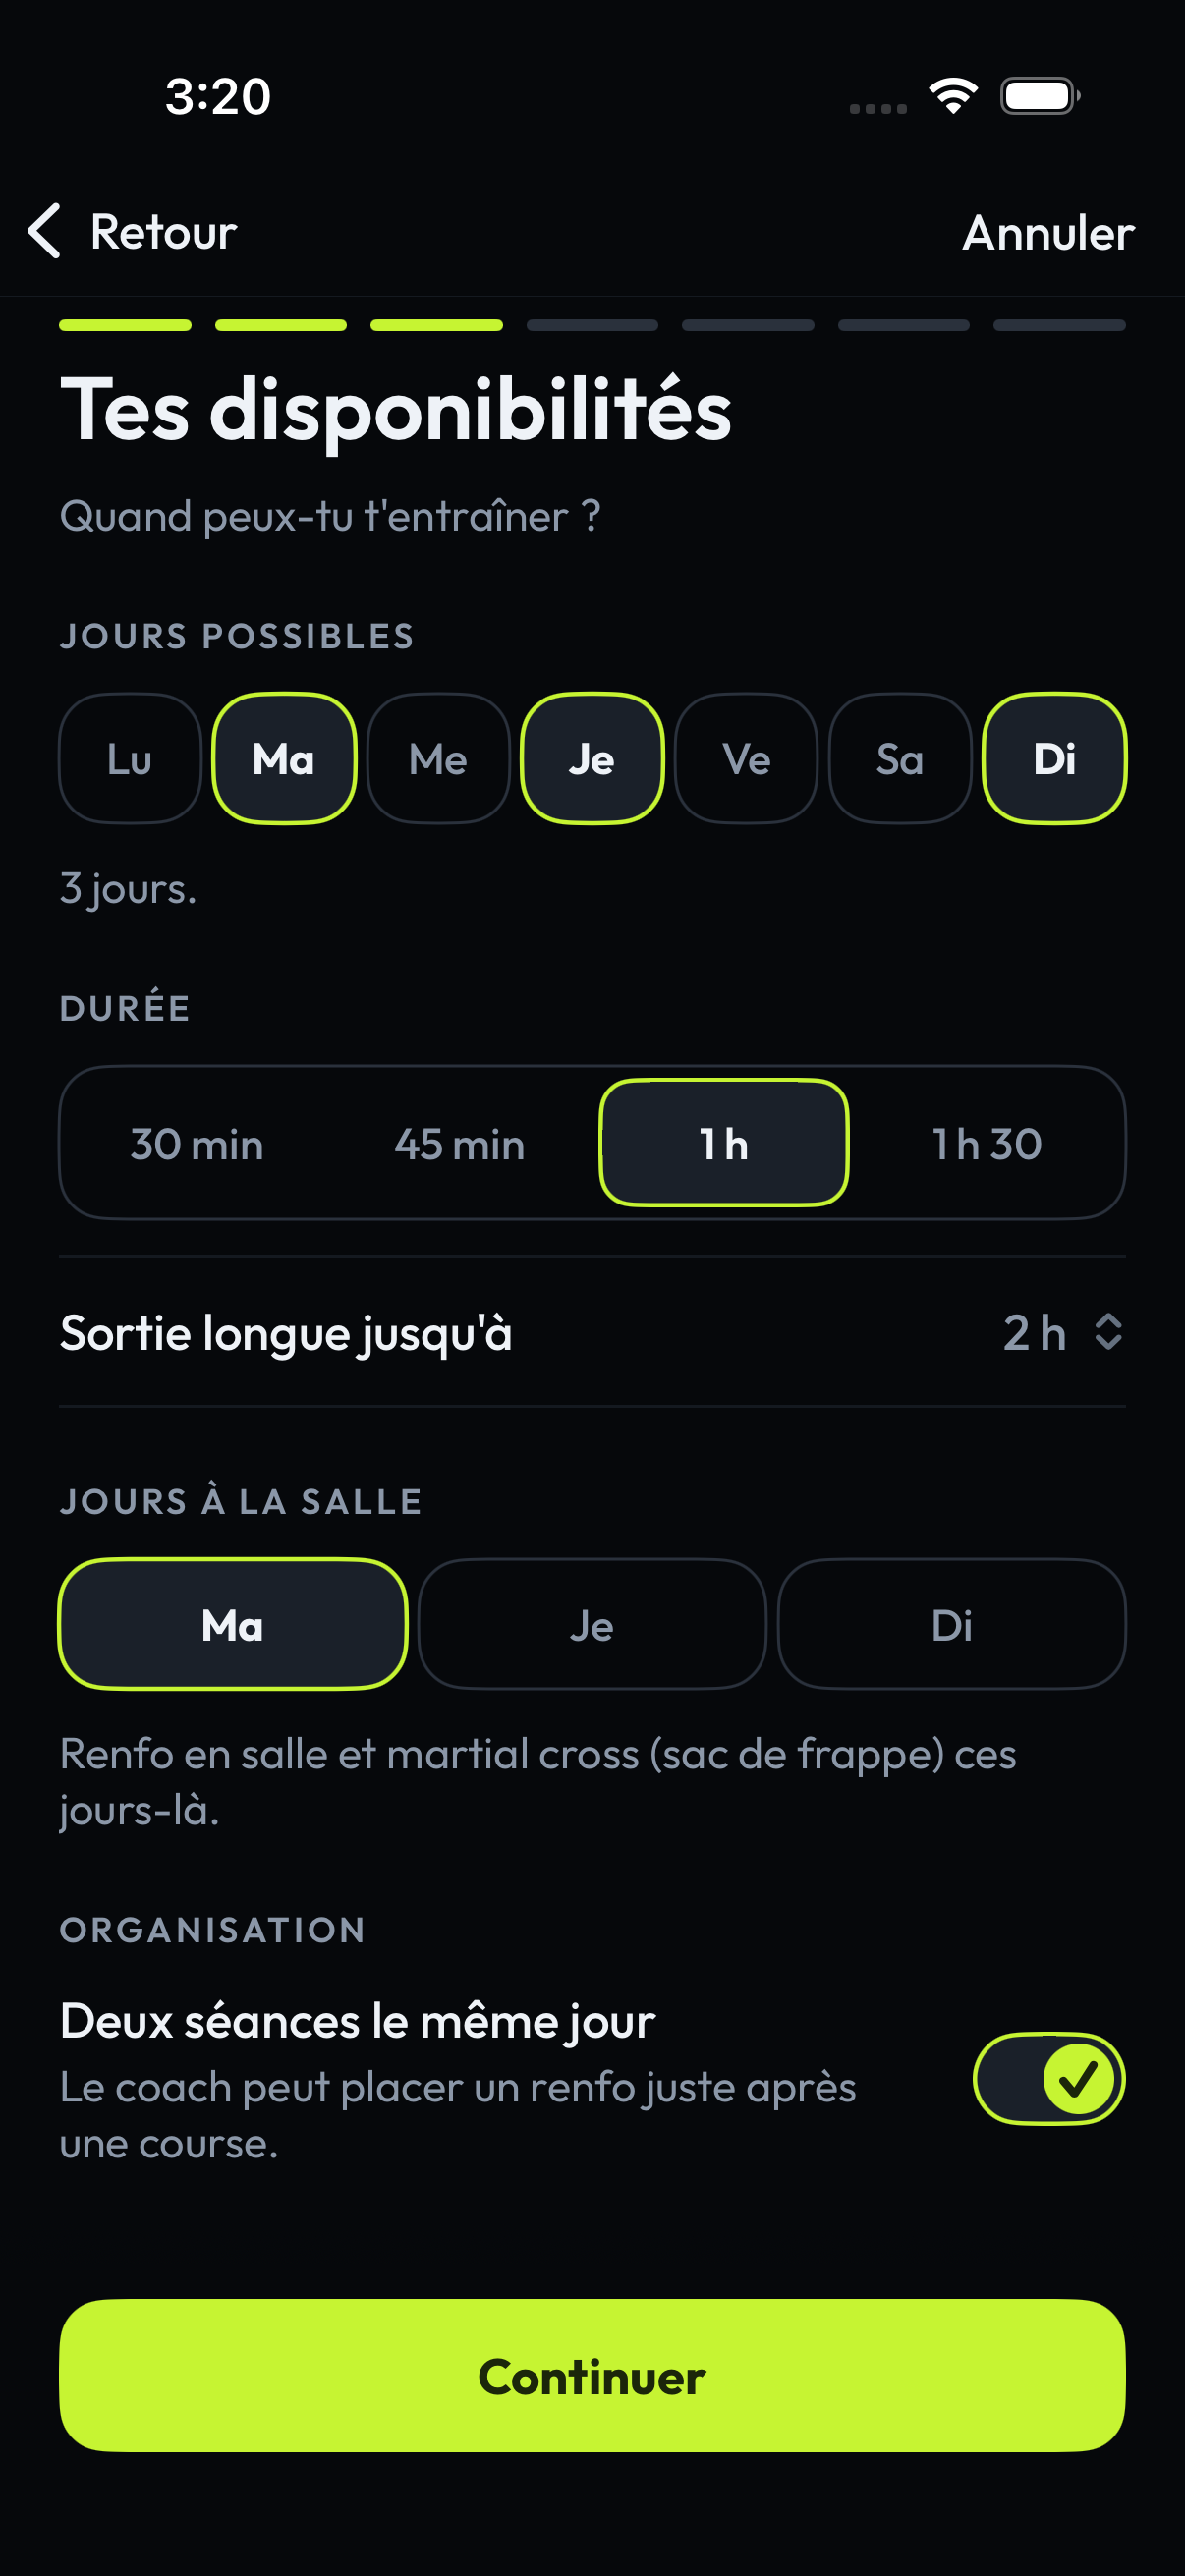 3:20
Retour
Annuler
Tes disponibilités
Quand peux-tu t'entraîner ?
JOURS POSSIBLES
Lu
Ma
Me
Je
Ve
Sa
Di
3 jours.
DURÉE
30 min
45 min
1 h
1 h 30
Sortie longue jusqu'à
2 h
JOURS À LA SALLE
Ma
Je
Di
Renfo en salle et martial cross (sac de frappe) ces
jours-là.
ORGANISATION
Deux séances le même jour
Le coach peut placer un renfo juste après
une course.
Continuer